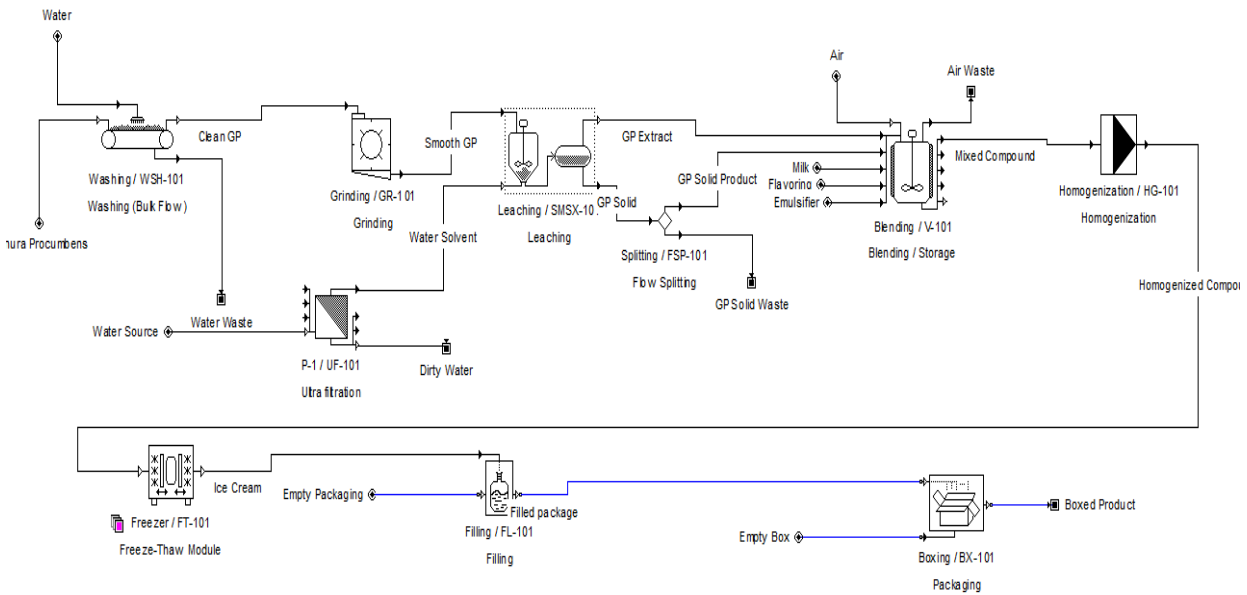 Water
Air
Air Waste
Clean GP
Smooth GP
GP Extract
Mixed Compound
Washing / WSH-101
Washing (Bulk Flow)
Grinding / GR-101
Grinding
Leaching / SMSX-10
Leaching
GP Solid
GP Solid Product
Milk
Flavoring
Emulsifier
Blending / V-101
Blending / Storage
Homogenization / HG-101
Homogenization
nura Procumbens
Water Solvent
Splitting / FSP-101
Flow Splitting
GP Solid Waste
Homogenized Compou
Water Source
Water Waste
P-1 / UF-101
Ultra filtration
Dirty Water
Ice Cream
Empty Packaging
Filled package
Freezer / FT-101
Freeze-Thaw Module
Filling / FL-101
Filling
Empty Box
Boxed Product
Boxing / BX-101
Packaging